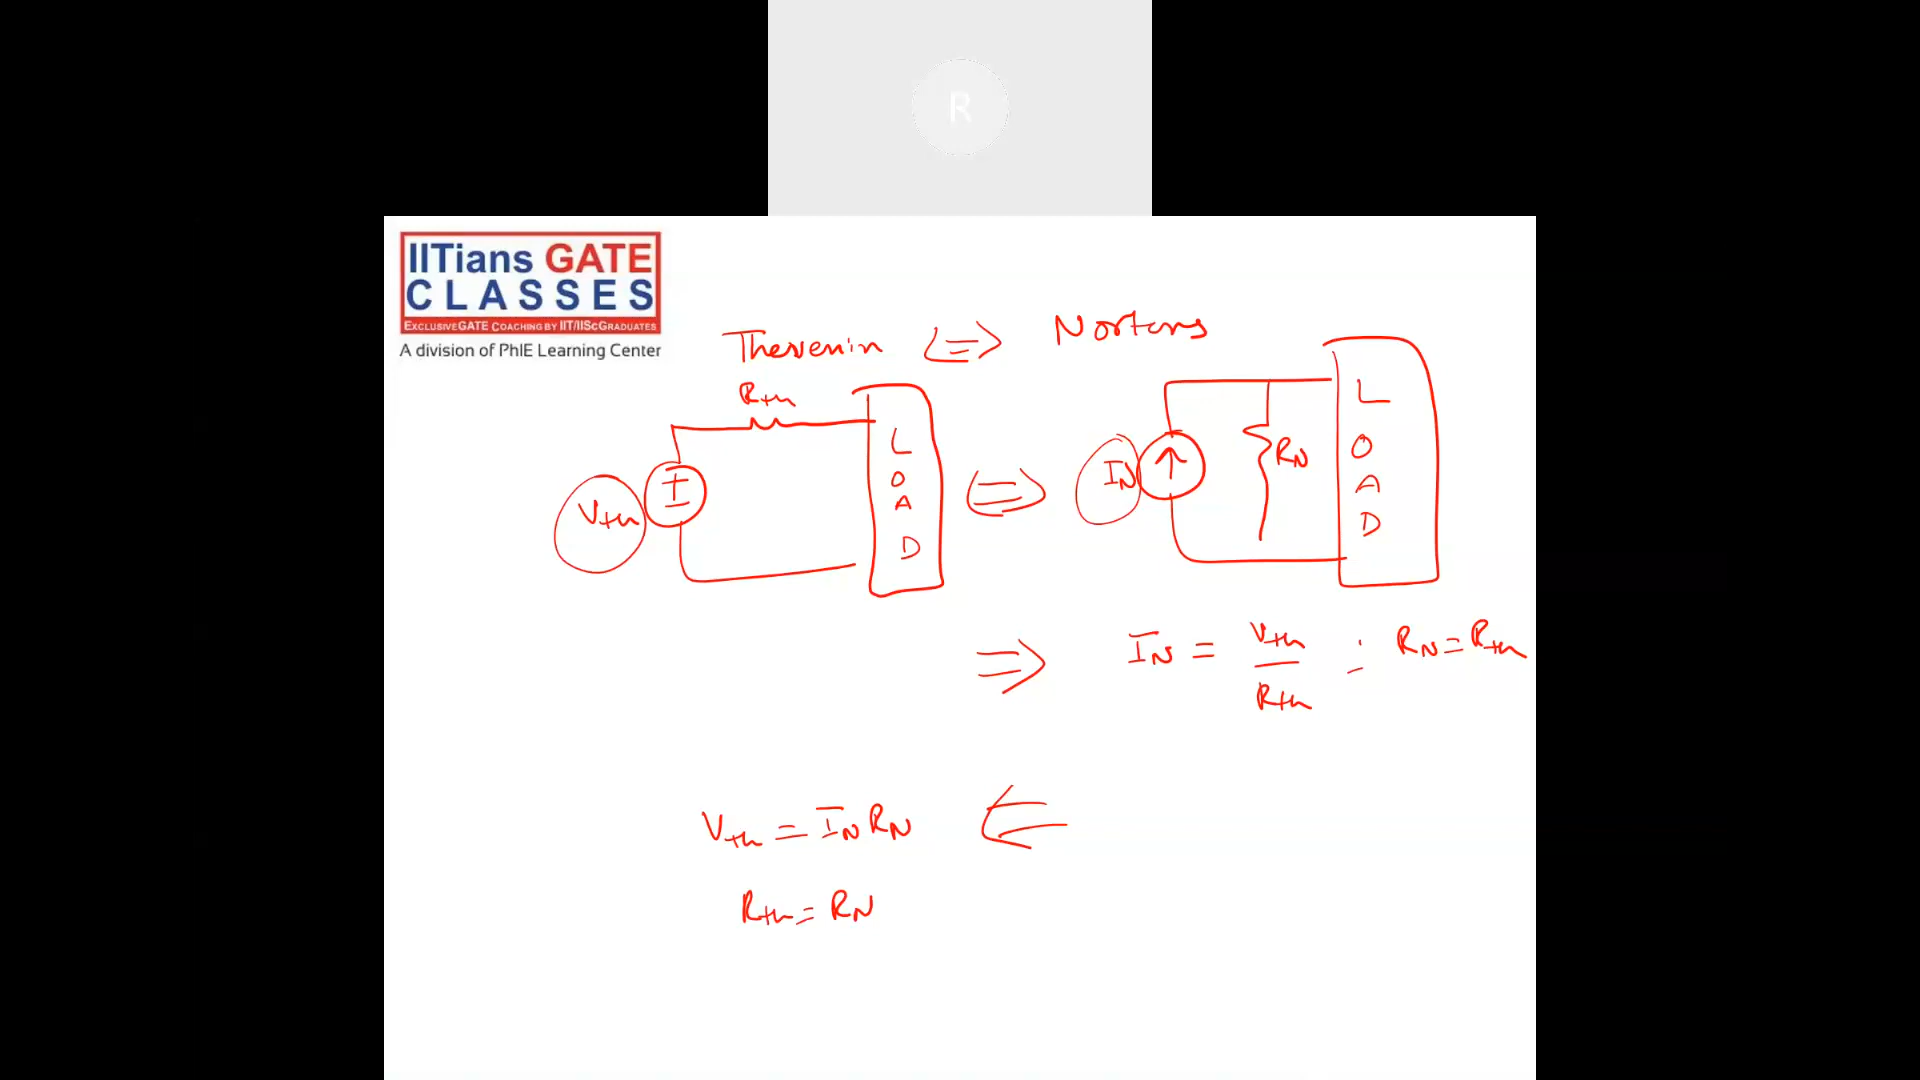 R
IITians GATE
CLASSES
EXCLUSIVE GATE COACHING BY IIT/IISc GRADUATES
A division of PhIE Learning Center
Thevenin ⇔ Nortons
Rth
Vth
+
-
L
O
A
D
⇔
IN
↑
RN
L
O
A
D
⇒ IN = Vth / Rth ; RN = Rth
Vth = IN RN ⇐
Rth = RN